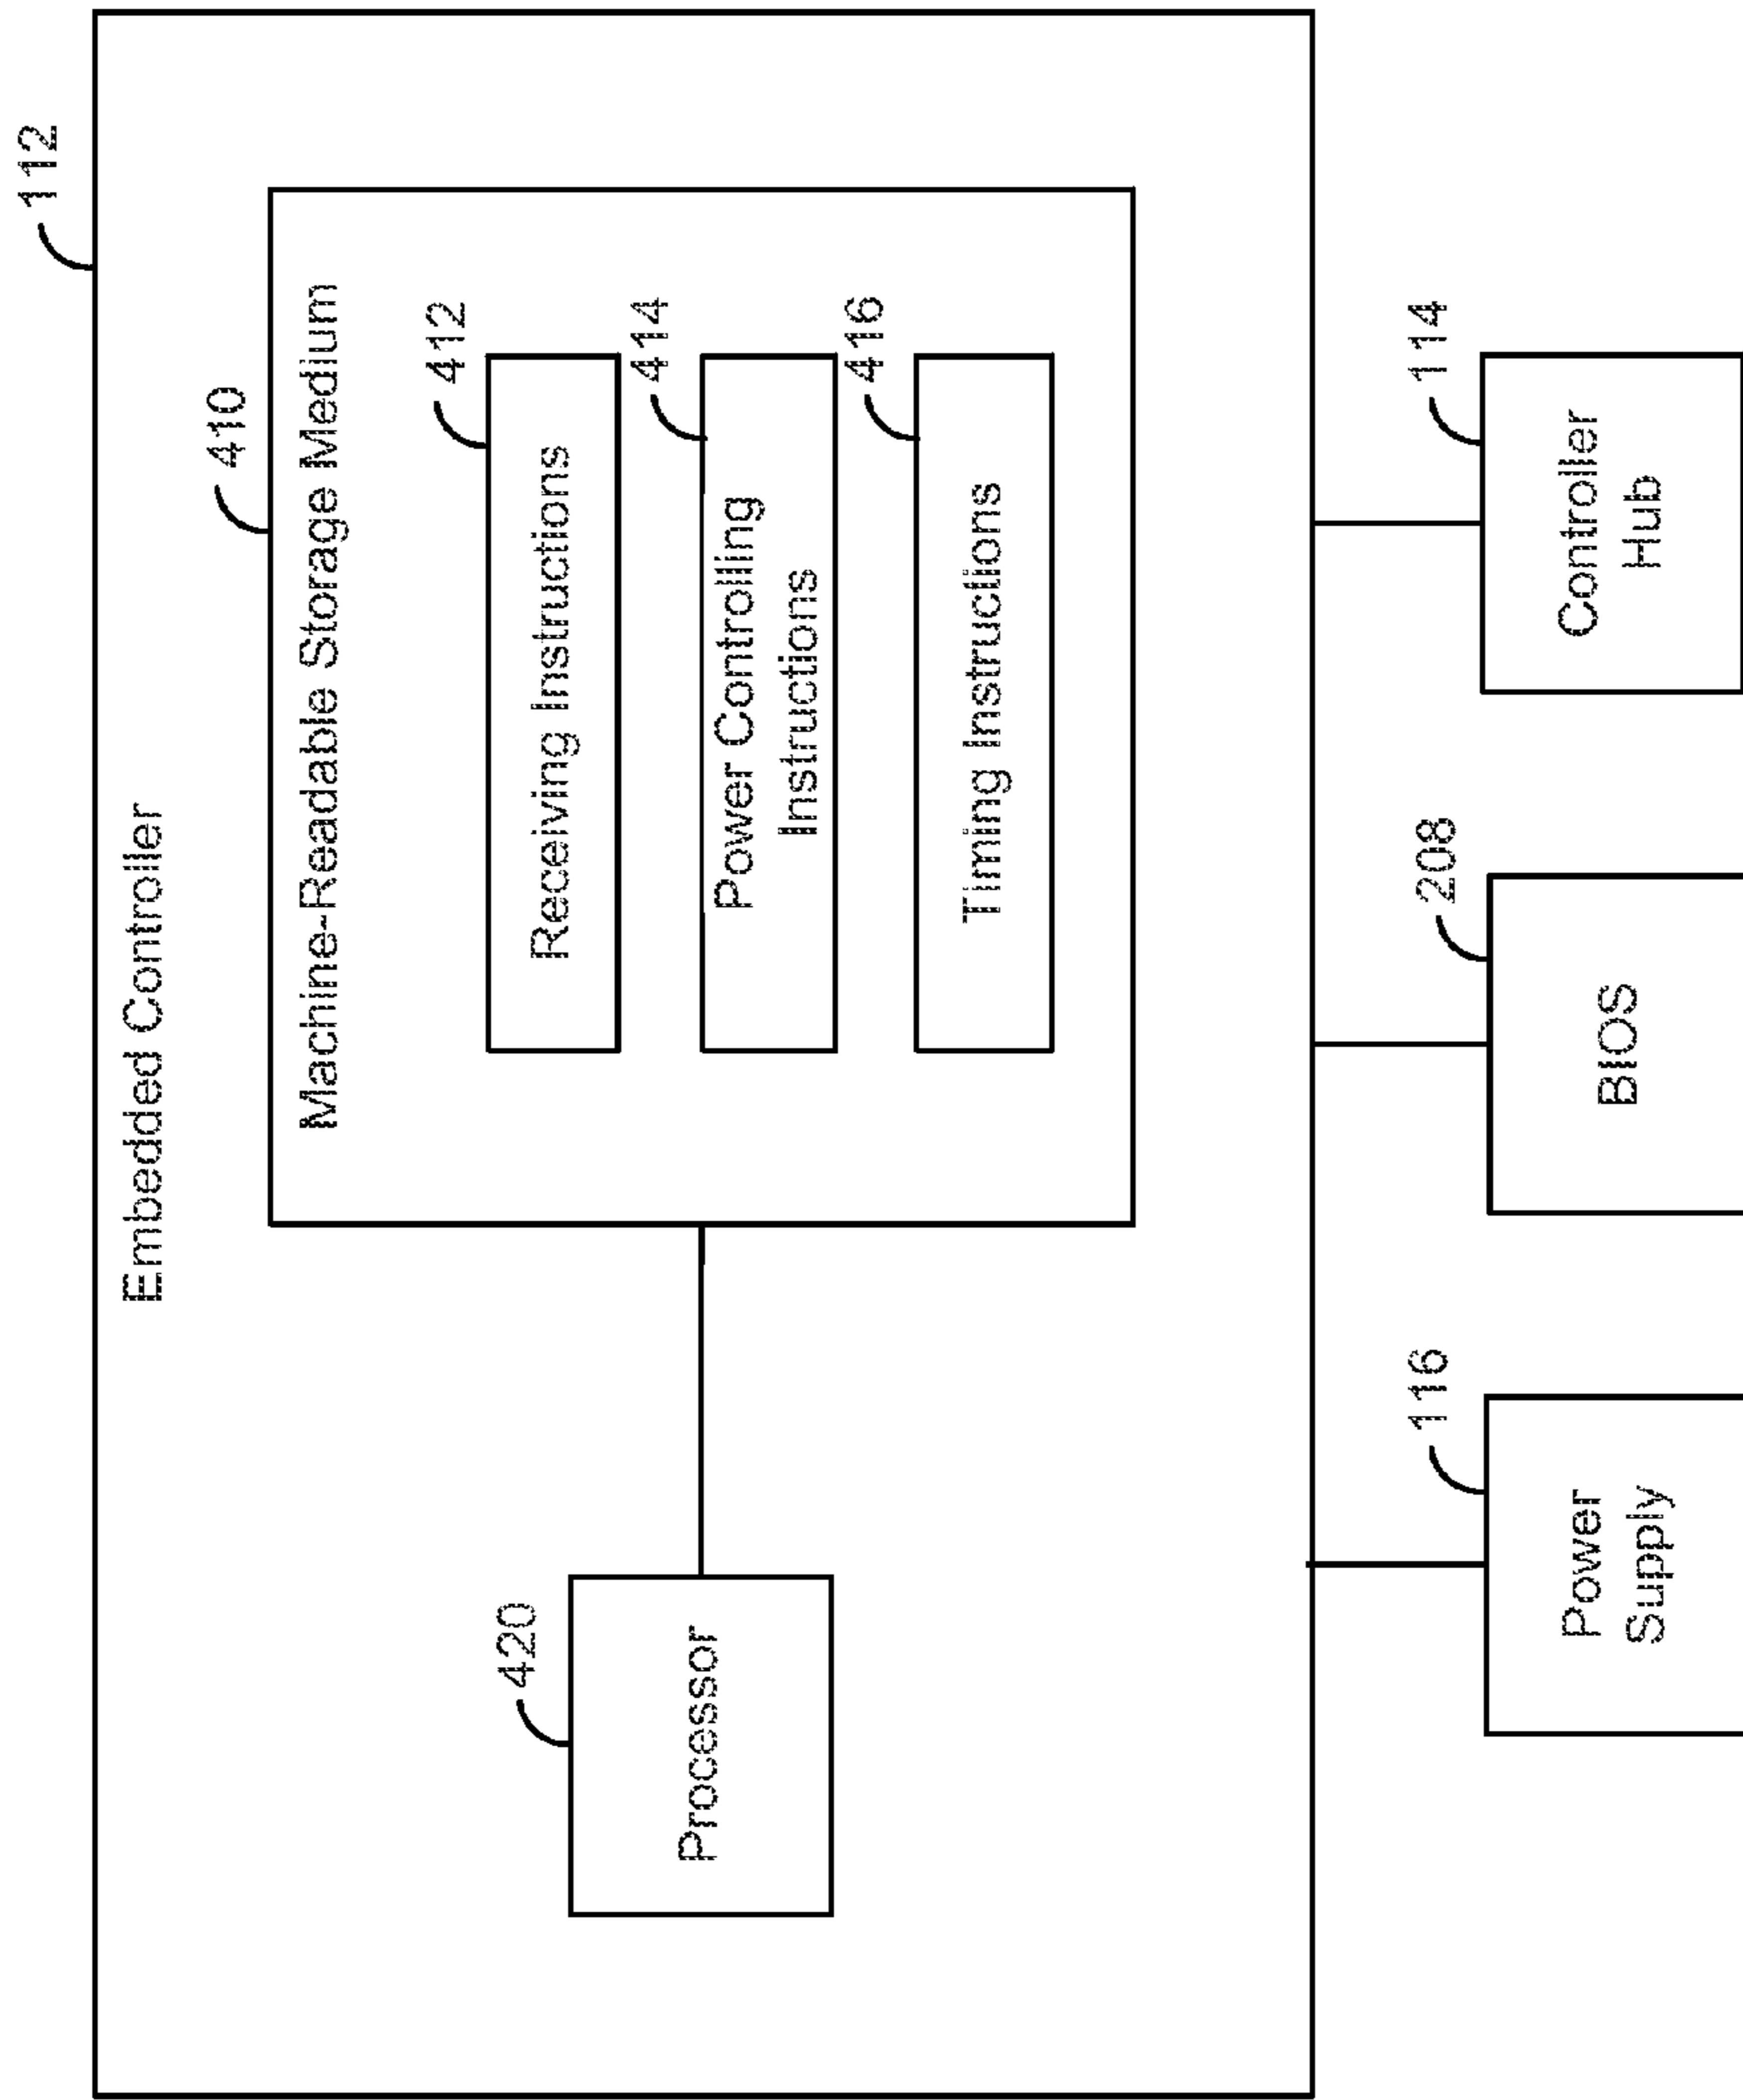 112
Embedded Controller
410
Machine-Readable Storage Medium
412
Receiving Instructions
414
Power Controlling
Instructions
416
Timing Instructions
420
Processor
116
Power
Supply
208
BIOS
114
Controller
Hub